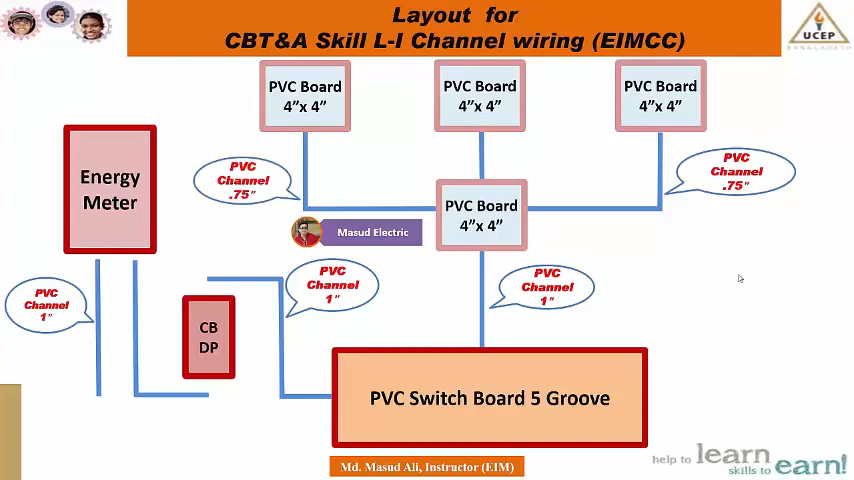 Layout for
CBT&A Skill L-I Channel wiring (EIMCC)
UCEP
BANGLADESH
PVC Board
4”x 4”
PVC Board
4”x 4”
PVC Board
4”x 4”
Energy
Meter
PVC
Channel
.75”
PVC
Channel
.75”
PVC Board
4”x 4”
Masud Electric
PVC
Channel
1”
PVC
Channel
1”
PVC
Channel
1”
CB
DP
PVC Switch Board 5 Groove
Md. Masud Ali, Instructor (EIM)
help to learn
skills to earn!